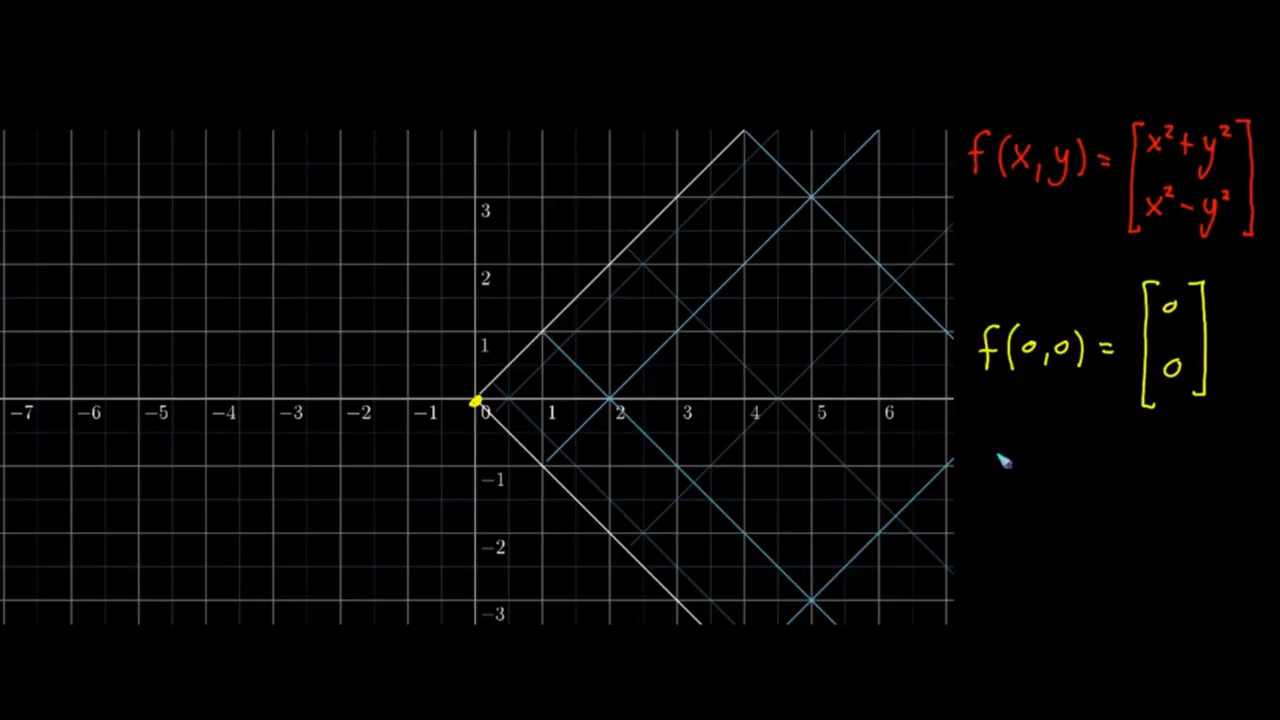 3
2
1
−7 −6 −5 −4 −3 −2 −1 0 1 2 3 4 5 6
−1
−2
−3
f(x,y) = [x²+y²
x²-y²]
f(0,0) = [0
0]